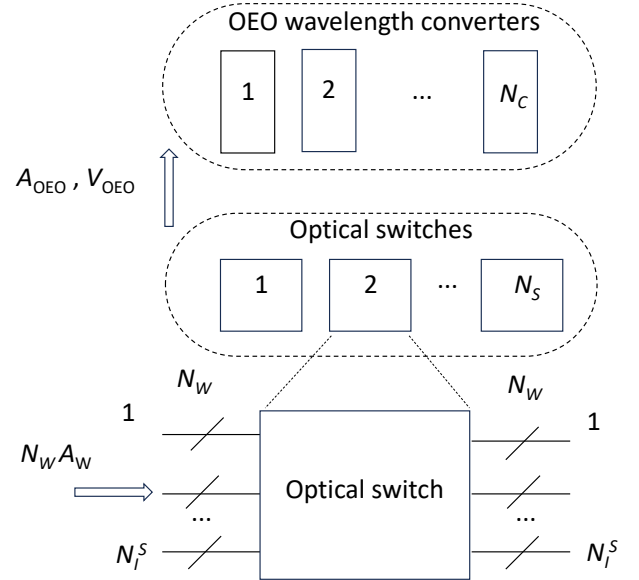 OEO wavelength converters
1 2 ... N_C
A_OEO , V_OEO
Optical switches
1 2 ... N_S
N_W N_W
1 1
N_W A_W
Optical switch
... ...
N_I^S N_I^S